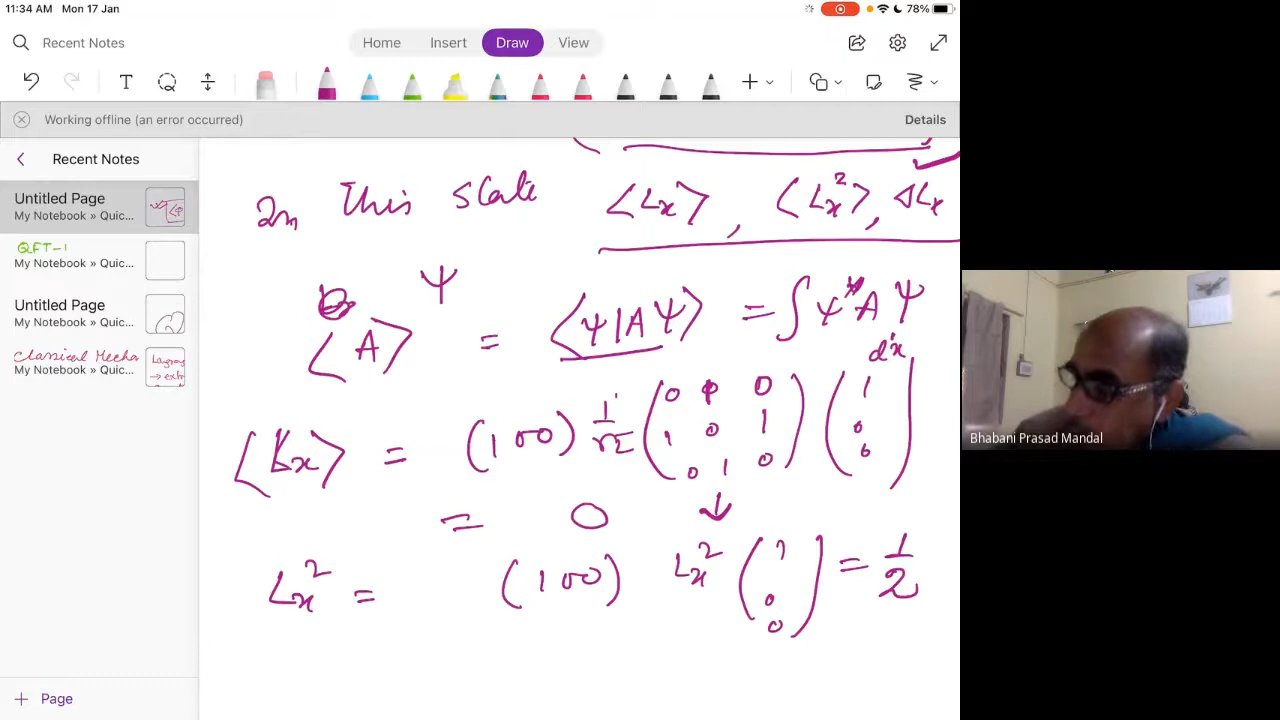 11:34 AM Mon 17 Jan
78%
Recent Notes
Home Insert Draw View
T
Working offline (an error occurred)
Details
Recent Notes
Untitled Page
My Notebook » Quic...
QFT-1
My Notebook » Quic...
Untitled Page
My Notebook » Quic...
Classical Mecha
My Notebook » Quic...
Page
In This state ⟨Lx⟩, ⟨Lx²⟩, ΔLx
ψ
⟨A⟩ = ⟨ψ|Aψ⟩ = ∫ψ* A ψ
⟨Lx⟩ = (1 0 0) 1/√2 (0 1 0; 1 0 1; 0 1 0) (1; 0; 0)
= 0 ↓
Lx² = (1 0 0) Lx² (1; 0; 0) = 1/2
Bhabani Prasad Mandal